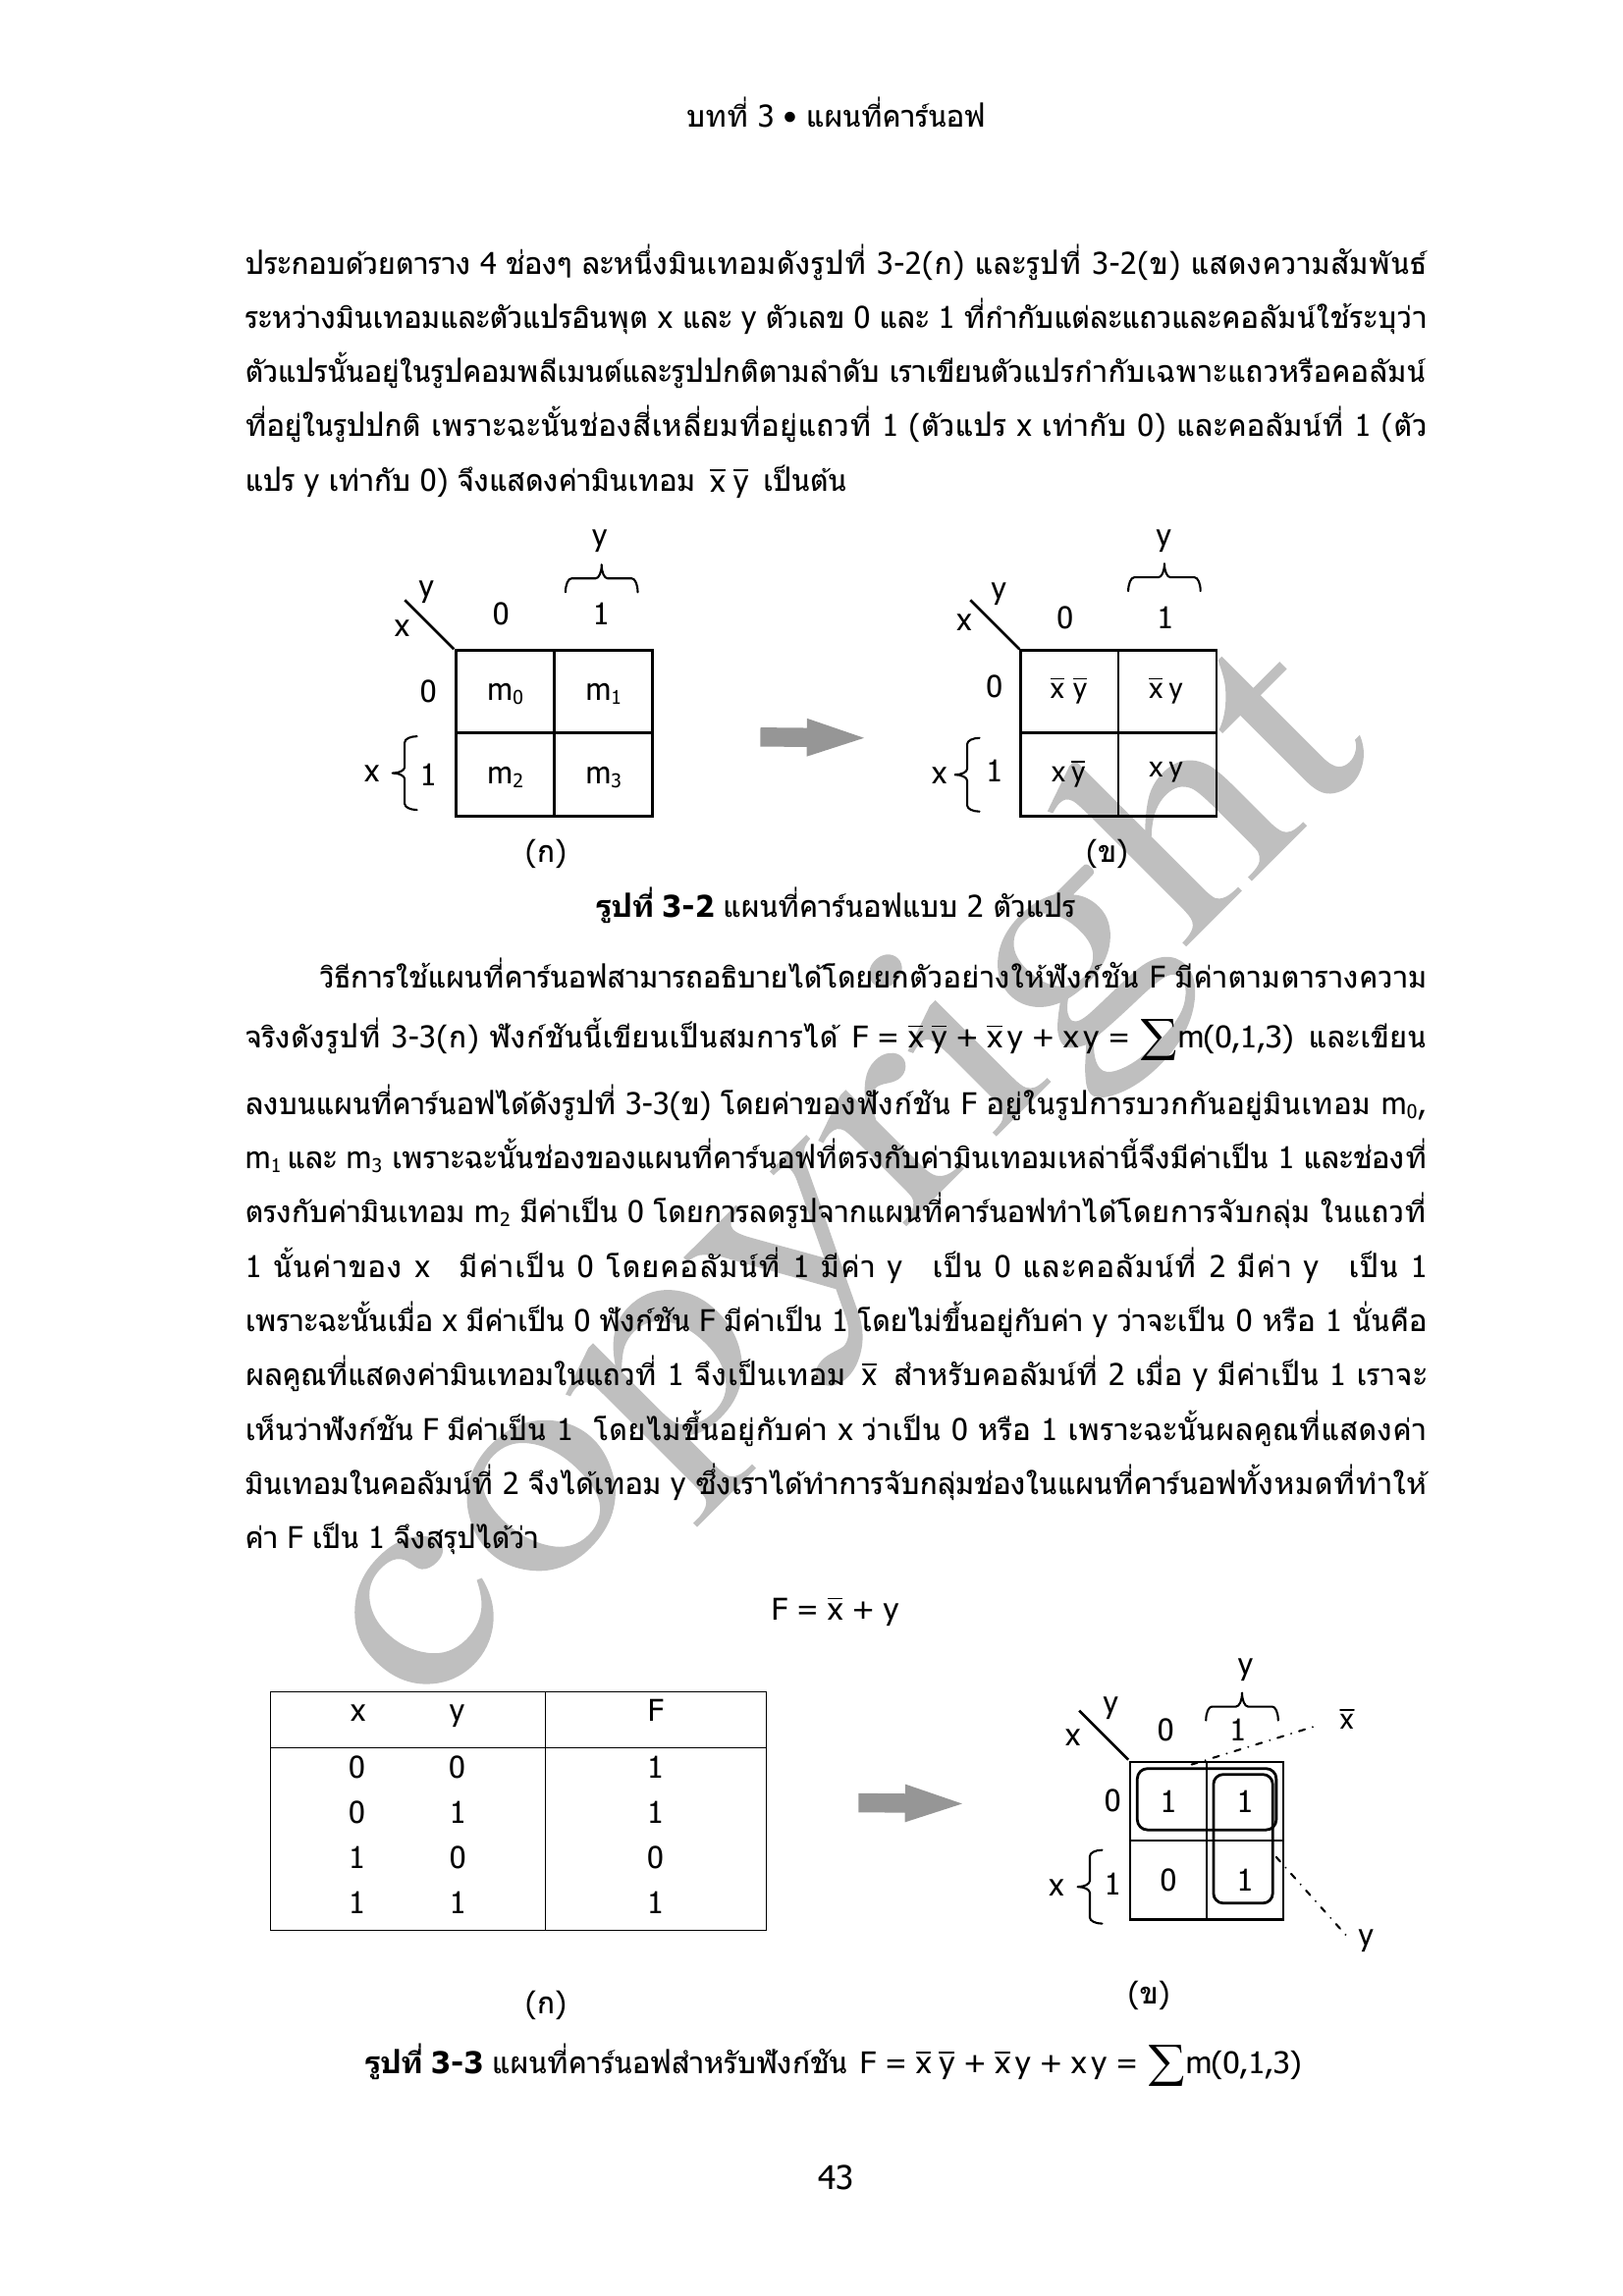 บทที่ 3 • แผนที่คาร์นอฟ
ประกอบด้วยตาราง 4 ช่องๆ ละหนึ่งมินเทอมดังรูปที่ 3-2(ก) และรูปที่ 3-2(ข) แสดงความสัมพันธ์
ระหว่างมินเทอมและตัวแปรอินพุต x และ y ตัวเลข 0 และ 1 ที่กำกับแต่ละแถวและคอลัมน์ใช้ระบุว่า
ตัวแปรนั้นอยู่ในรูปคอมพลีเมนต์และรูปปกติตามลำดับ เราเขียนตัวแปรกำกับเฉพาะแถวหรือคอลัมน์
ที่อยู่ในรูปปกติ เพราะฉะนั้นช่องสี่เหลี่ยมที่อยู่แถวที่ 1 (ตัวแปร x เท่ากับ 0) และคอลัมน์ที่ 1 (ตัว
แปร y เท่ากับ 0) จึงแสดงค่ามินเทอม x̅ y̅ เป็นต้น
y y
y y
x 0 1 x 0 1
0 m₀ m₁ 0 x̅ y̅ x̅ y
x 1 m₂ m₃ x 1 x y̅ x y
(ก) (ข)
รูปที่ 3-2 แผนที่คาร์นอฟแบบ 2 ตัวแปร
วิธีการใช้แผนที่คาร์นอฟสามารถอธิบายได้โดยยกตัวอย่างให้ฟังก์ชัน F มีค่าตามตารางความ
จริงดังรูปที่ 3-3(ก) ฟังก์ชันนี้เขียนเป็นสมการได้ F = x̅ y̅ + x̅ y + x y = ∑m(0,1,3) และเขียน
ลงบนแผนที่คาร์นอฟได้ดังรูปที่ 3-3(ข) โดยค่าของฟังก์ชัน F อยู่ในรูปการบวกกันอยู่มินเทอม m₀,
m₁ และ m₃ เพราะฉะนั้นช่องของแผนที่คาร์นอฟที่ตรงกับค่ามินเทอมเหล่านี้จึงมีค่าเป็น 1 และช่องที่
ตรงกับค่ามินเทอม m₂ มีค่าเป็น 0 โดยการลดรูปจากแผนที่คาร์นอฟทำได้โดยการจับกลุ่ม ในแถวที่
1 นั้นค่าของ x มีค่าเป็น 0 โดยคอลัมน์ที่ 1 มีค่า y เป็น 0 และคอลัมน์ที่ 2 มีค่า y เป็น 1
เพราะฉะนั้นเมื่อ x มีค่าเป็น 0 ฟังก์ชัน F มีค่าเป็น 1 โดยไม่ขึ้นอยู่กับค่า y ว่าจะเป็น 0 หรือ 1 นั่นคือ
ผลคูณที่แสดงค่ามินเทอมในแถวที่ 1 จึงเป็นเทอม x̅ สำหรับคอลัมน์ที่ 2 เมื่อ y มีค่าเป็น 1 เราจะ
เห็นว่าฟังก์ชัน F มีค่าเป็น 1 โดยไม่ขึ้นอยู่กับค่า x ว่าเป็น 0 หรือ 1 เพราะฉะนั้นผลคูณที่แสดงค่า
มินเทอมในคอลัมน์ที่ 2 จึงได้เทอม y ซึ่งเราได้ทำการจับกลุ่มช่องในแผนที่คาร์นอฟทั้งหมดที่ทำให้
ค่า F เป็น 1 จึงสรุปได้ว่า
F = x̅ + y
x y F
0 0 1
0 1 1
1 0 0
1 1 1
(ก)
y
y
x 0 1 x̅
0 1 1
x 1 0 1
y
(ข)
รูปที่ 3-3 แผนที่คาร์นอฟสำหรับฟังก์ชัน F = x̅ y̅ + x̅ y + x y = ∑m(0,1,3)
43
copyright